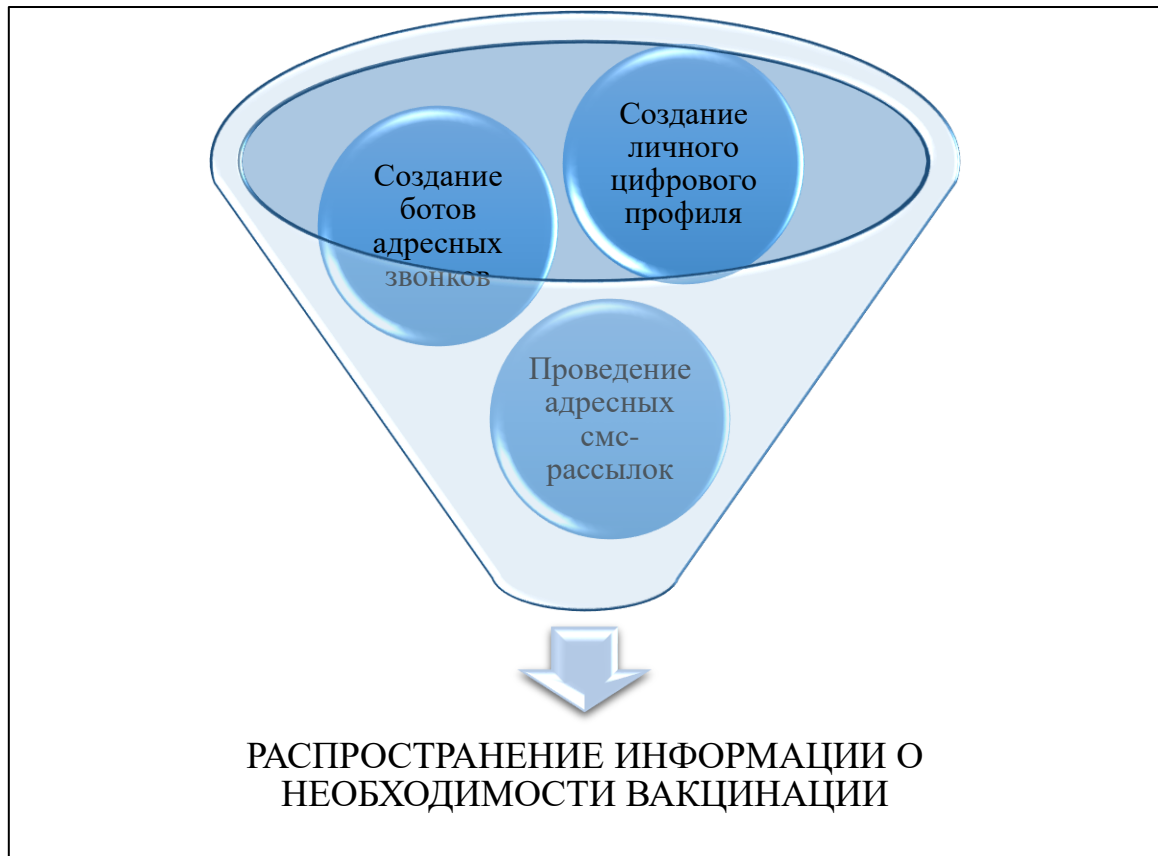 Создание
личного
цифрового
профиля
Создание
ботов
адресных
звонков
Проведение
адресных
смс-
рассылок
РАСПРОСТРАНЕНИЕ ИНФОРМАЦИИ О
НЕОБХОДИМОСТИ ВАКЦИНАЦИИ